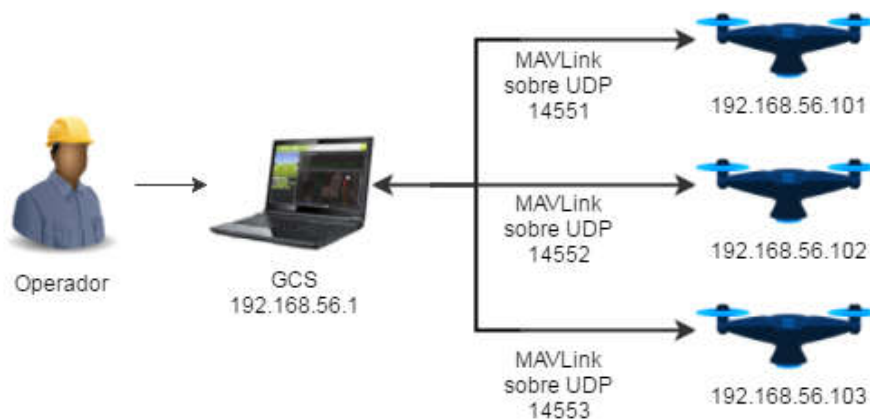 MAVLink
sobre UDP
14551
192.168.56.101
Operador
GCS
192.168.56.1
MAVLink
sobre UDP
14552
192.168.56.102
MAVLink
sobre UDP
14553
192.168.56.103